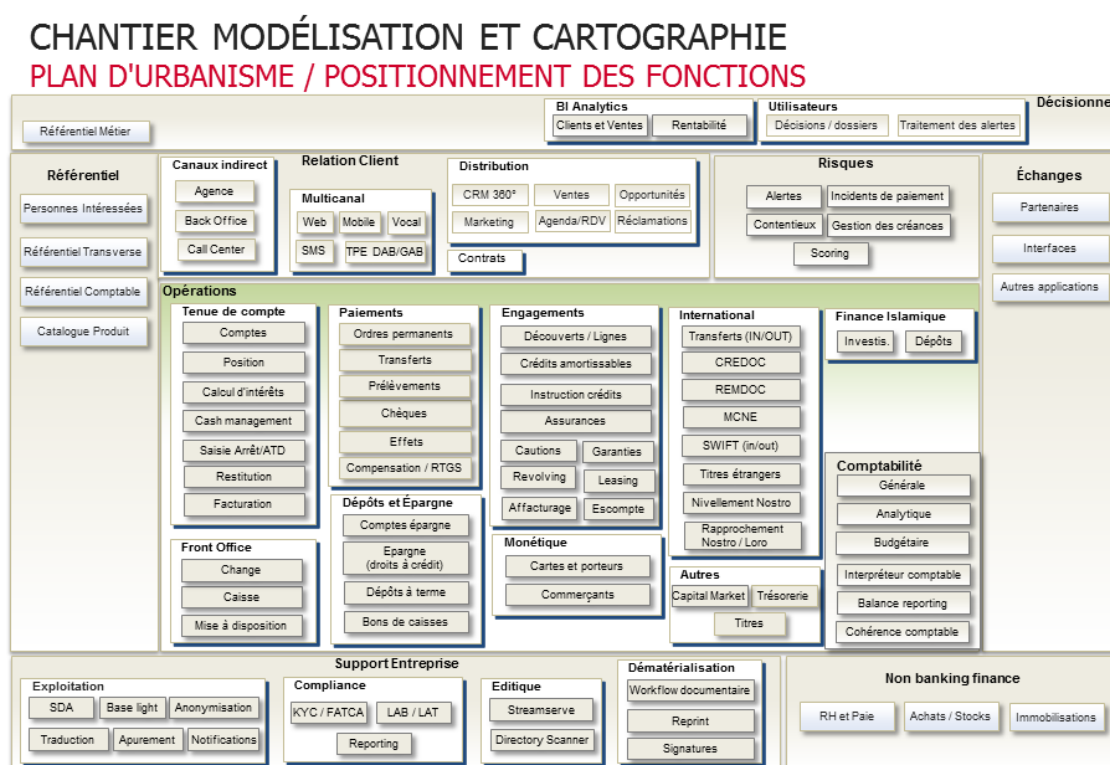 CHANTIER MODÉLISATION ET CARTOGRAPHIE
PLAN D'URBANISME / POSITIONNEMENT DES FONCTIONS
Décisionne
Référentiel Métier
BI Analytics
Clients et Ventes
Rentabilité
Utilisateurs
Décisions / dossiers
Traitement des alertes
Référentiel
Personnes Intéressées
Référentiel Transverse
Référentiel Comptable
Catalogue Produit
Relation Client
Canaux indirect
Agence
Back Office
Call Center
Multicanal
Web
Mobile
Vocal
SMS
TPE DAB/GAB
Distribution
CRM 360°
Ventes
Opportunités
Marketing
Agenda/RDV
Réclamations
Contrats
Risques
Alertes
Incidents de paiement
Contentieux
Gestion des créances
Scoring
Échanges
Partenaires
Interfaces
Autres applications
Opérations
Tenue de compte
Comptes
Position
Calcul d'intérêts
Cash management
Saisie Arrêt/ATD
Restitution
Facturation
Front Office
Change
Caisse
Mise à disposition
Paiements
Ordres permanents
Transferts
Prélèvements
Chèques
Effets
Compensation / RTGS
Dépôts et Épargne
Comptes épargne
Epargne
(droits à crédit)
Dépôts à terme
Bons de caisses
Engagements
Découverts / Lignes
Crédits amortissables
Instruction crédits
Assurances
Cautions
Garanties
Revolving
Leasing
Affacturage
Escompte
Monétique
Cartes et porteurs
Commerçants
International
Transferts (IN/OUT)
CREDOC
REMDOC
MCNE
SWIFT (in/out)
Titres étrangers
Nivellement Nostro
Rapprochement
Nostro / Loro
Autres
Capital Market
Trésorerie
Titres
Finance Islamique
Investis.
Dépôts
Comptabilité
Générale
Analytique
Budgétaire
Interpréteur comptable
Balance reporting
Cohérence comptable
Support Entreprise
Exploitation
SDA
Base light
Anonymisation
Traduction
Apurement
Notifications
Compliance
KYC / FATCA
LAB / LAT
Reporting
Editique
Streamserve
Directory Scanner
Dématérialisation
Workflow documentaire
Reprint
Signatures
Non banking finance
RH et Paie
Achats / Stocks
Immobilisations